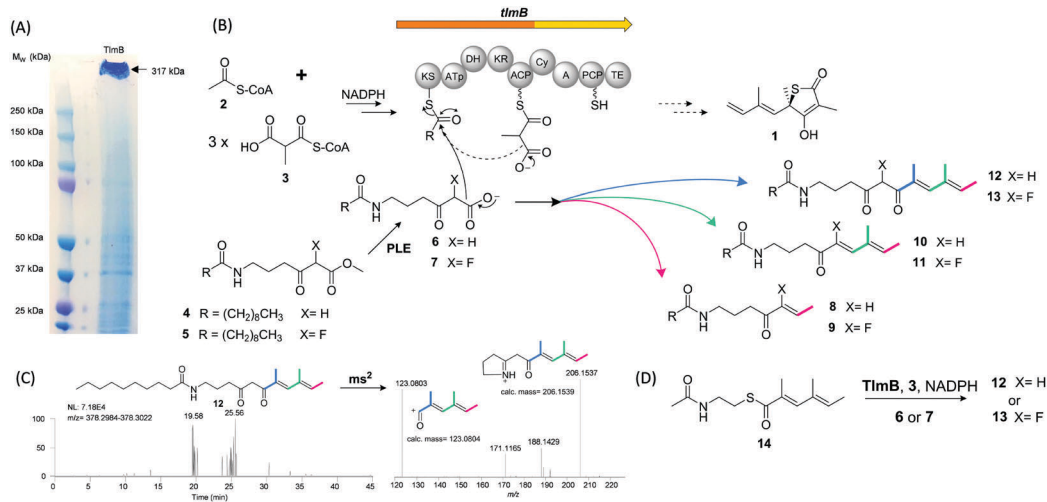 (A)
Mw (kDa)
TlmB
317 kDa
250 kDa
150 kDa
100 kDa
50 kDa
37 kDa
25 kDa
(B)
tlmB
KS
ATp
DH
KR
ACP
Cy
A
PCP
TE
O
S-CoA
2
+
NADPH
3 x
HO
O
O
S-CoA
3
S
O
R
S
O
O
O−
SH
S
O
OH
1
O
R
N
H
X
O
O
O−
6 X= H
7 X= F
PLE
O
R
N
H
X
O
O
O
4 R = (CH2)8CH3 X= H
5 R = (CH2)8CH3 X= F
O
R
N
H
X
O
O
12 X= H
13 X= F
O
R
N
H
X
O
10 X= H
11 X= F
O
R
N
H
X
O
8 X= H
9 X= F
(C)
O
N
H
12
O
O
ms2
NL: 7.18E4
m/z= 378.2984-378.3022
19.58
25.56
100
50
0
0
5
10
15
20
25
30
35
40
45
Time (min)
123.0803
+
O
calc. mass= 123.0804
N
H
+
O
calc. mass= 206.1539
206.1537
171.1165
188.1429
120
130
140
150
160
170
180
190
200
210
220
m/z
(D)
O
N
H
S
O
14
TlmB, 3, NADPH
6 or 7
12 X= H
or
13 X= F